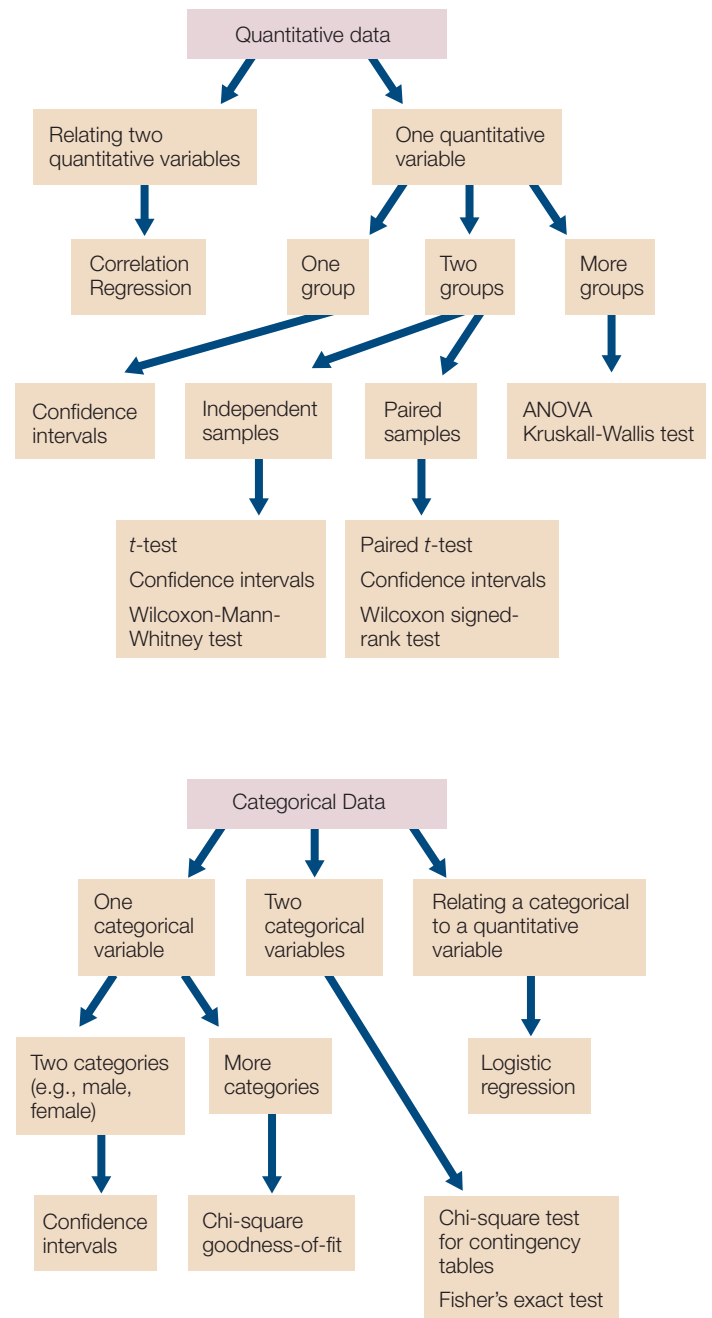 Quantitative data
Relating two
quantitative variables
One quantitative
variable
Correlation
Regression
One
group
Two
groups
More
groups
Confidence
intervals
Independent
samples
Paired
samples
ANOVA
Kruskall-Wallis test
t-test
Confidence intervals
Wilcoxon-Mann-
Whitney test
Paired t-test
Confidence intervals
Wilcoxon signed-
rank test
Categorical Data
One
categorical
variable
Two
categorical
variables
Relating a categorical
to a quantitative
variable
Two categories
(e.g., male,
female)
More
categories
Logistic
regression
Confidence
intervals
Chi-square
goodness-of-fit
Chi-square test
for contingency
tables
Fisher's exact test